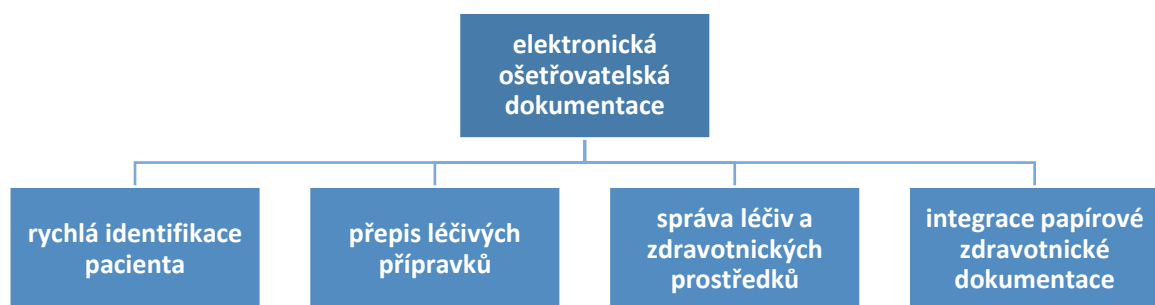 elektronická
ošetřovatelská
dokumentace
rychlá identifikace
pacienta
přepis léčivých
přípravků
správa léčiv a
zdravotnických
prostředků
integrace papírové
zdravotnické
dokumentace